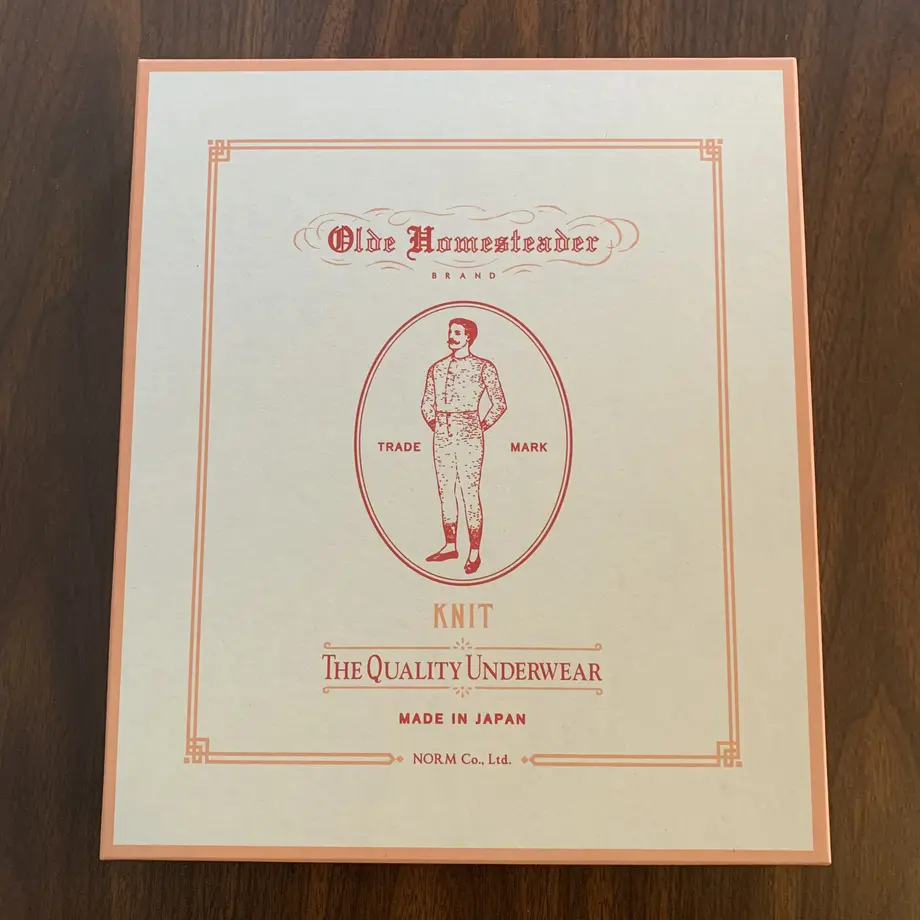 Olde Homesteader
BRAND
TRADE MARK
KNIT
THE QUALITY UNDERWEAR
MADE IN JAPAN
NORM Co., Ltd.